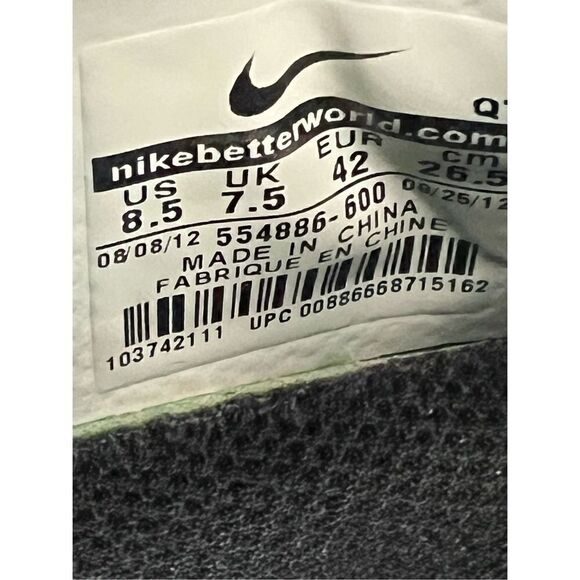 nikebetterworld.com
US UK EUR cm
8.5 7.5 42 26.5
08/08/12 554886-600 09/25/12
MADE IN CHINA
FABRIQUE EN CHINE
103742111 UPC 00886668715162